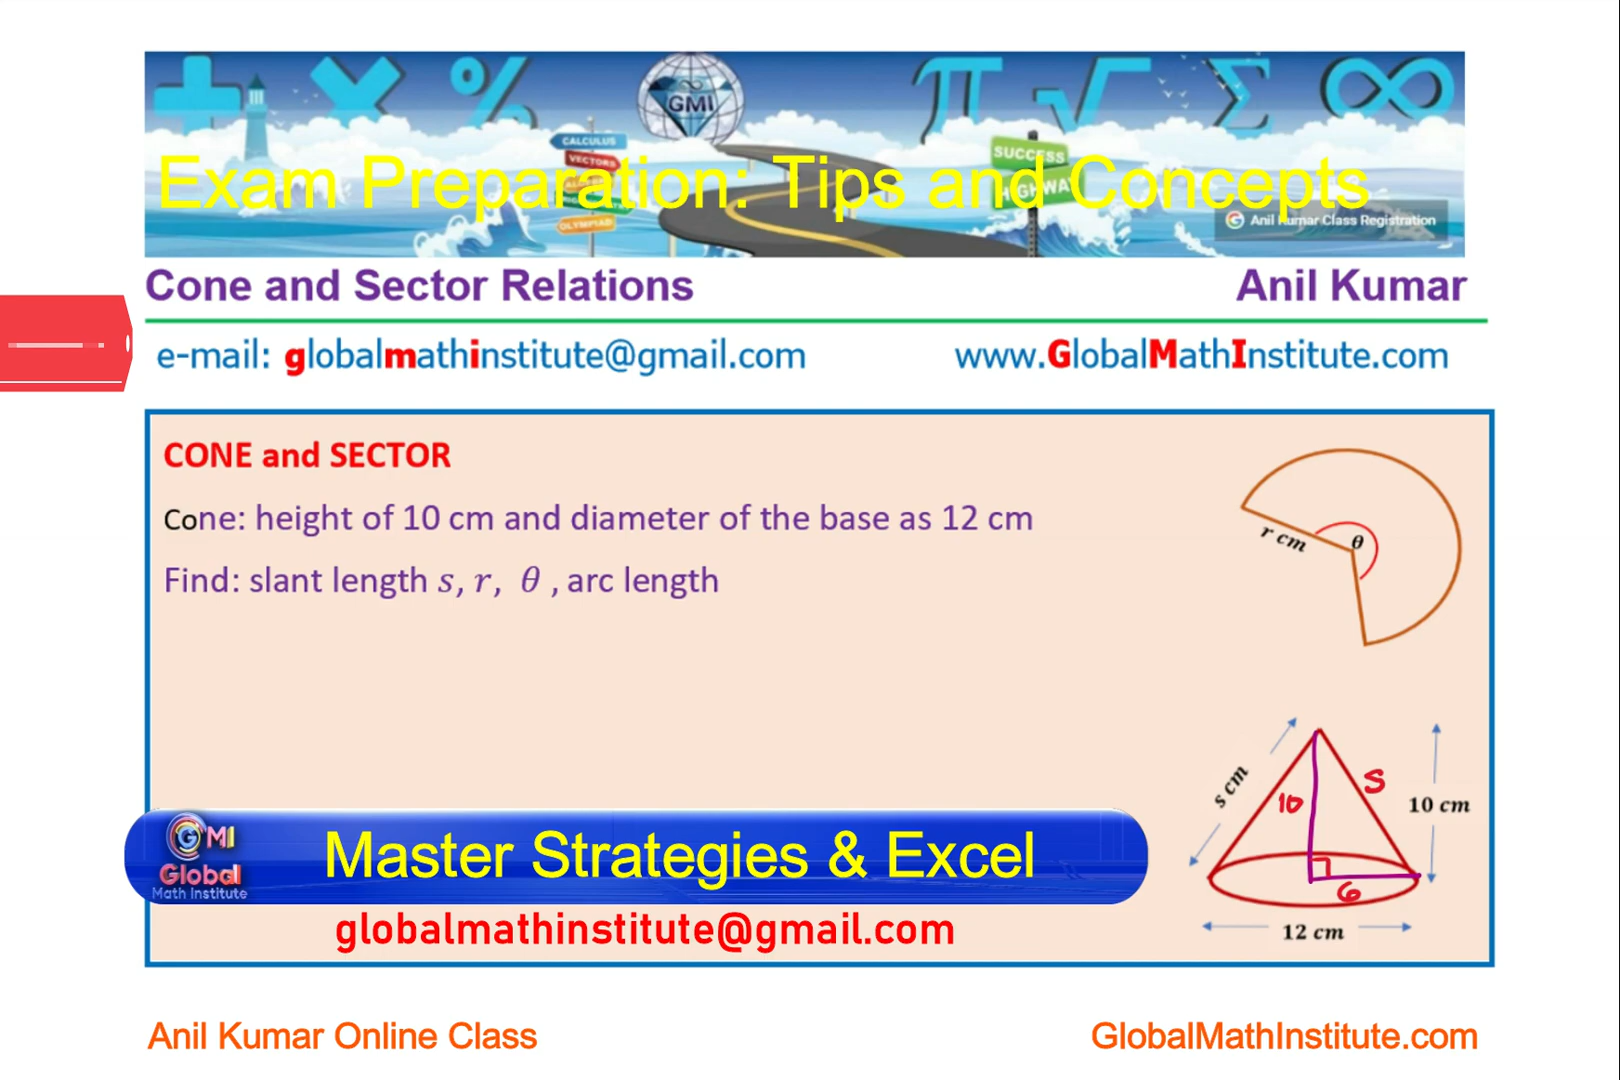 GMI
CALCULUS
VECTORS
OLYMPIAD
SUCCESS
HIGHWAY
Exam Preparation: Tips and Concepts
Anil Kumar Class Registration
Cone and Sector Relations Anil Kumar
e-mail: globalmathinstitute@gmail.com www.GlobalMathInstitute.com
CONE and SECTOR
Cone: height of 10 cm and diameter of the base as 12 cm
Find: slant length s, r, θ , arc length
r cm
θ
s cm
10
S
10 cm
6
12 cm
GMI
Global
Math Institute
Master Strategies & Excel
globalmathinstitute@gmail.com
Anil Kumar Online Class GlobalMathInstitute.com